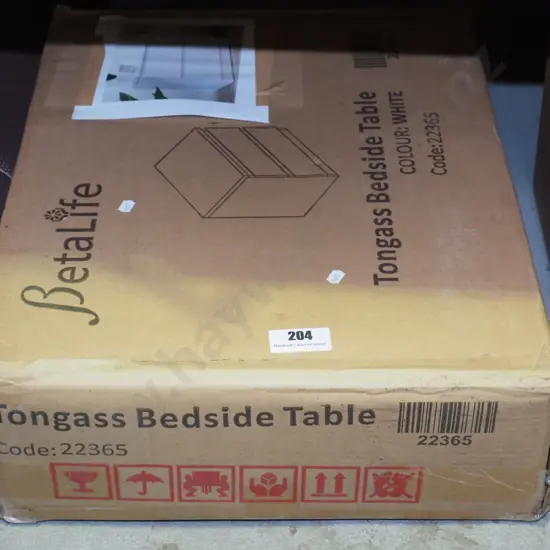 BetaLife
Tongass Bedside Table
COLOUR: WHITE
Code:22365
204
Tongass Bedside Table
Code:22365
22365